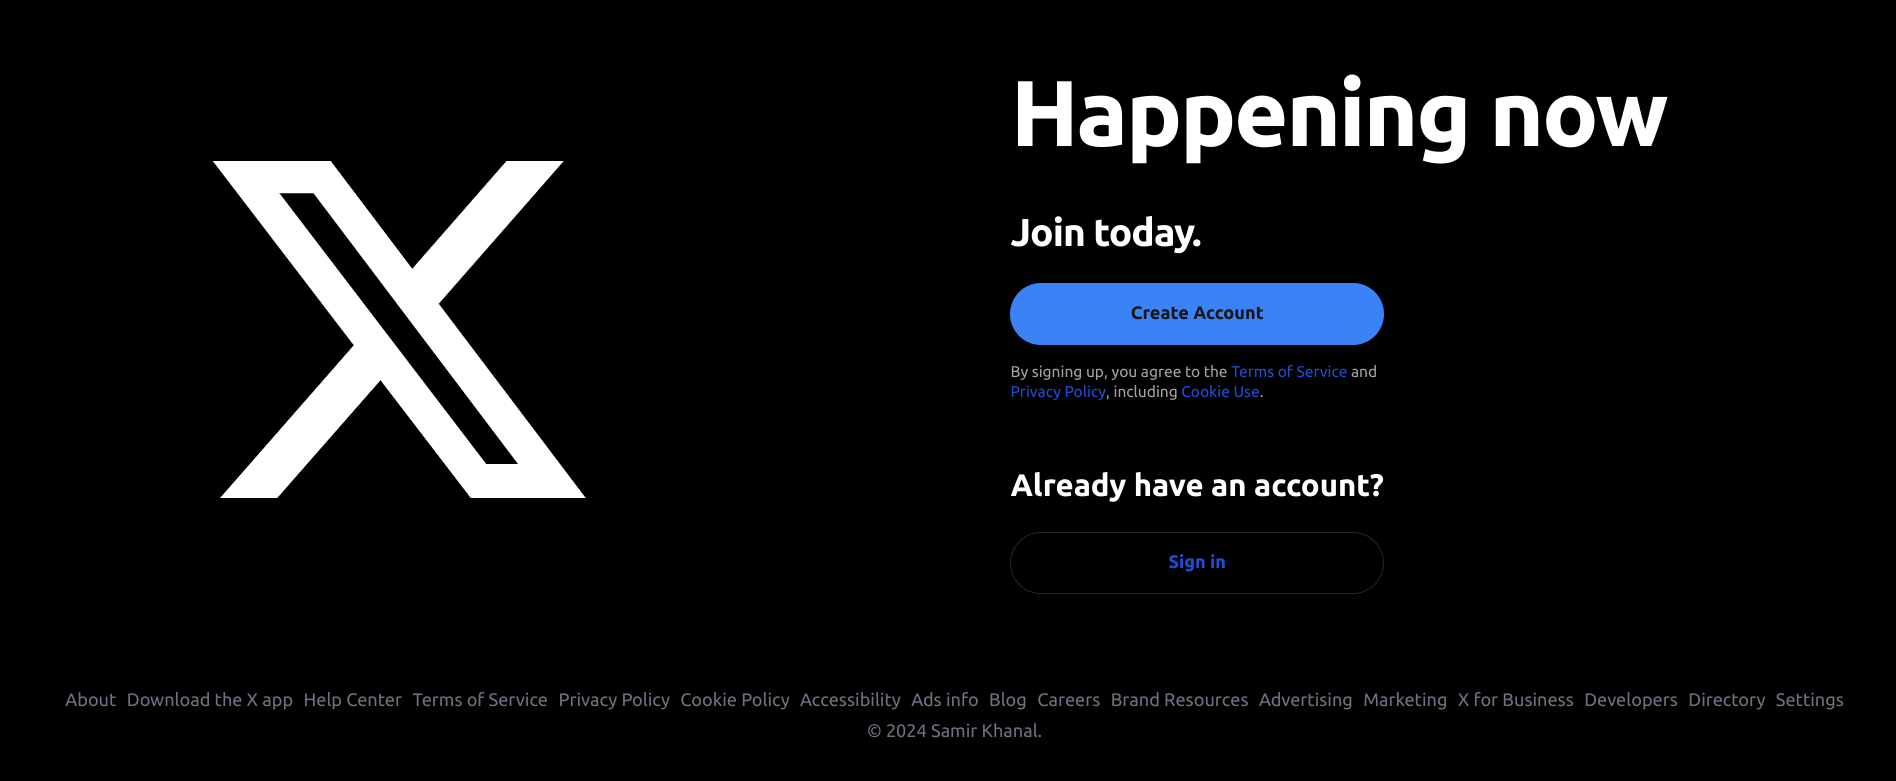 Happening now
Join today.
Create Account
By signing up, you agree to the Terms of Service and
Privacy Policy, including Cookie Use.
Already have an account?
Sign in
About Download the X app Help Center Terms of Service Privacy Policy Cookie Policy Accessibility Ads info Blog Careers Brand Resources Advertising Marketing X for Business Developers Directory Settings
© 2024 Samir Khanal.